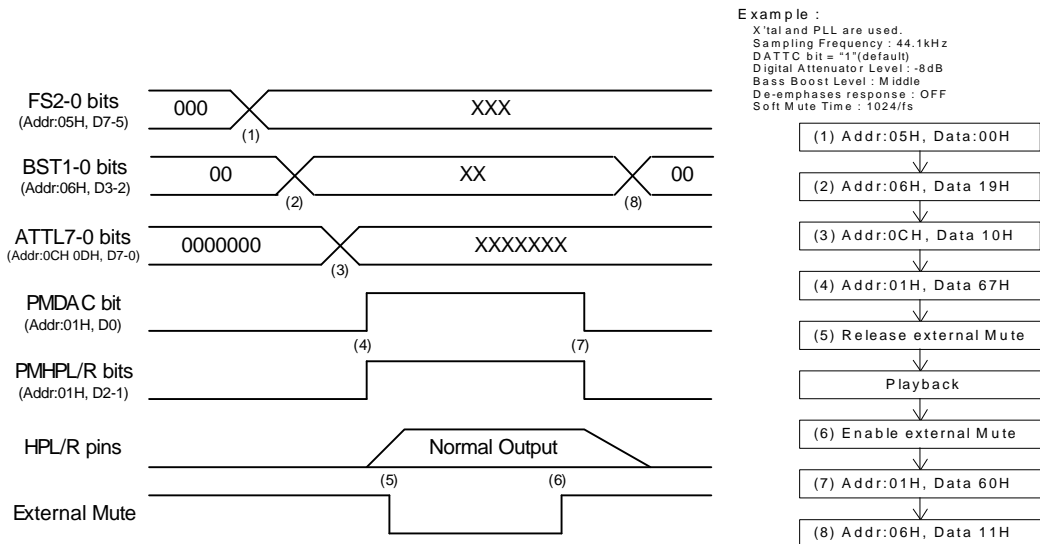 FS2-0 bits
(Addr:05H, D7-5)
000
XXX
(1)
BST1-0 bits
(Addr:06H, D3-2)
00
XX
00
(2)
(8)
ATTL7-0 bits
(Addr:0CH 0DH, D7-0)
0000000
XXXXXXX
(3)
PMDAC bit
(Addr:01H, D0)
(4)
(7)
PMHPL/R bits
(Addr:01H, D2-1)
HPL/R pins
Normal Output
(5)
(6)
External Mute
Example :
X'tal and PLL are used.
Sampling Frequency : 44.1kHz
DATTC bit = “1”(default)
Digital Attenuator Level : -8dB
Bass Boost Level : Middle
De-emphases response : OFF
Soft Mute Time : 1024/fs
(1) Addr:05H, Data:00H
(2) Addr:06H, Data 19H
(3) Addr:0CH, Data 10H
(4) Addr:01H, Data 67H
(5) Release external Mute
Playback
(6) Enable external Mute
(7) Addr:01H, Data 60H
(8) Addr:06H, Data 11H